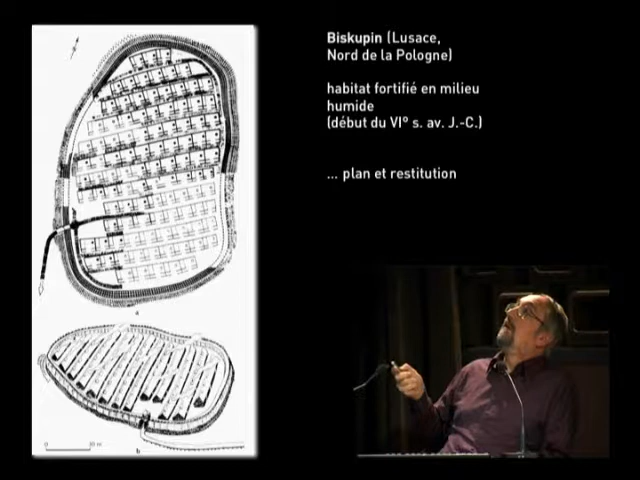 Biskupin (Lusace,
Nord de la Pologne)
habitat fortifié en milieu
humide
(début du VI° s. av. J.-C.)
... plan et restitution
a
b